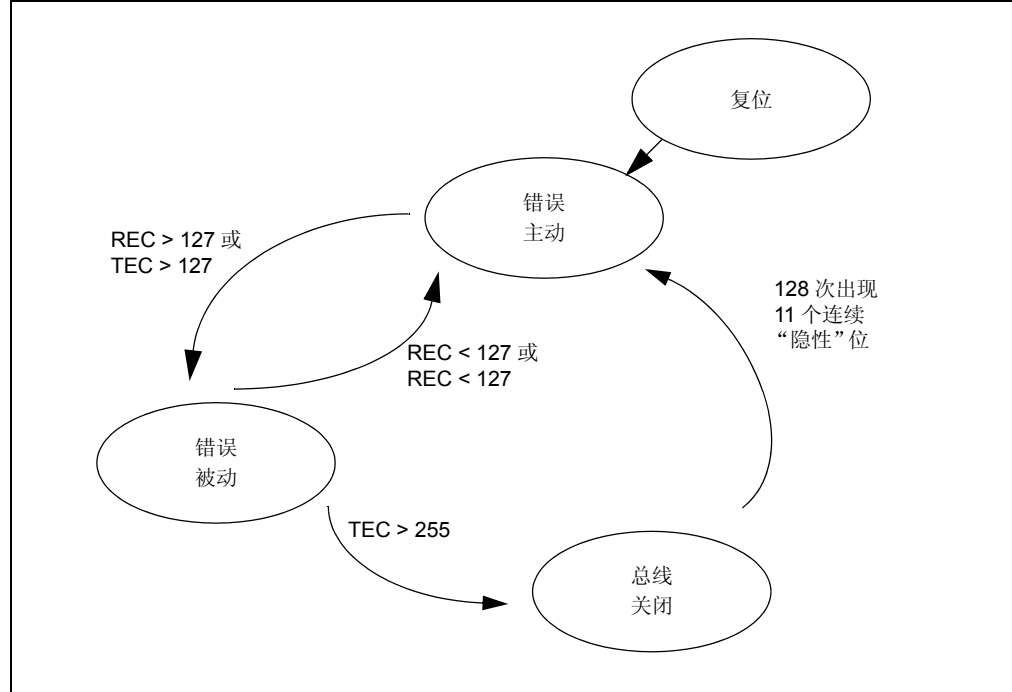 复位
错误
主动
REC > 127 或
TEC > 127
128 次出现
11 个连续
“隐性”位
REC < 127 或
REC < 127
错误
被动
TEC > 255
总线
关闭